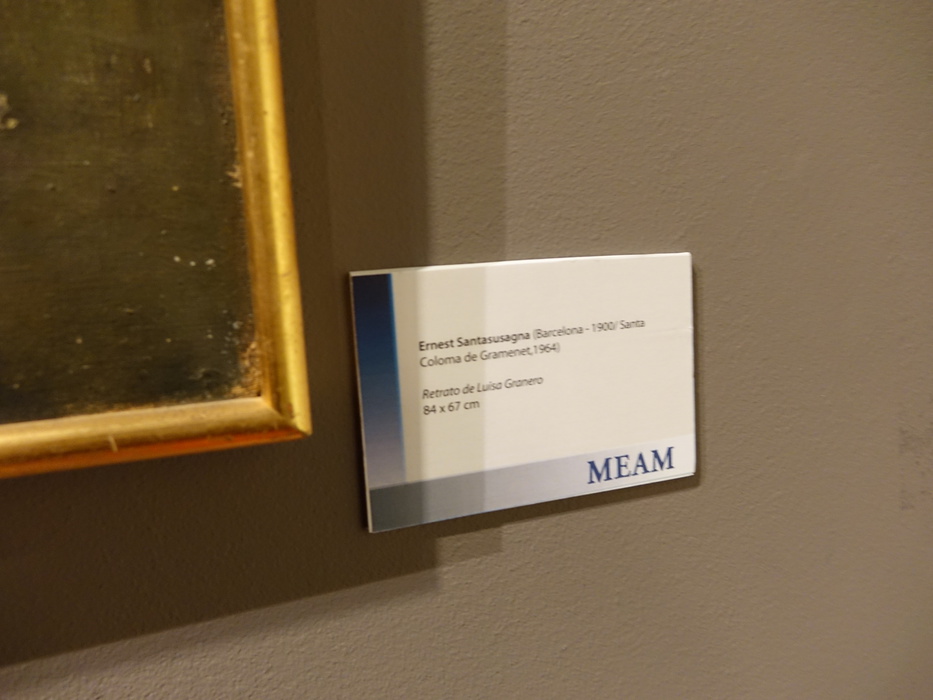 Ernest Santasusagna (Barcelona - 1900/ Santa
Coloma de Gramenet,1964)
Retrato de Luisa Granero
84 x 67 cm
MEAM